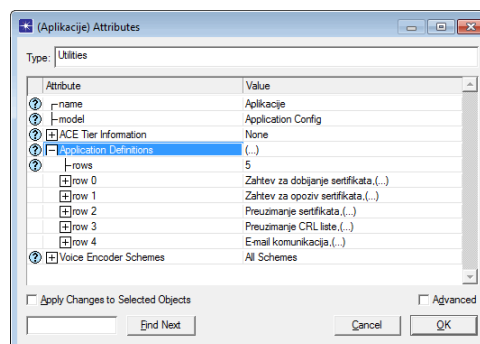 (Aplikacije) Attributes
Type: Utilities
Attribute Value
name Aplikacije
model Application Config
ACE Tier Information None
Application Definitions (...)
rows 5
row 0 Zahtev za dobijanje sertifikata,(...)
row 1 Zahtev za opoziv sertifikata,(...)
row 2 Preuzimanje sertifikata,(...)
row 3 Preuzimanje CRL liste,(...)
row 4 E-mail komunikacija,(...)
Voice Encoder Schemes All Schemes
Apply Changes to Selected Objects Advanced
Find Next Cancel OK